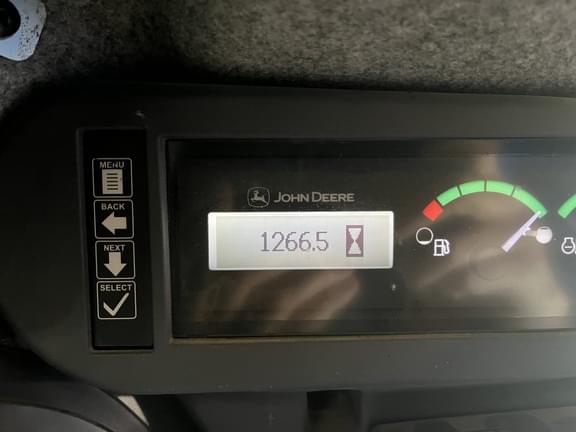 MENU
BACK
NEXT
SELECT
JOHN DEERE
1266.5